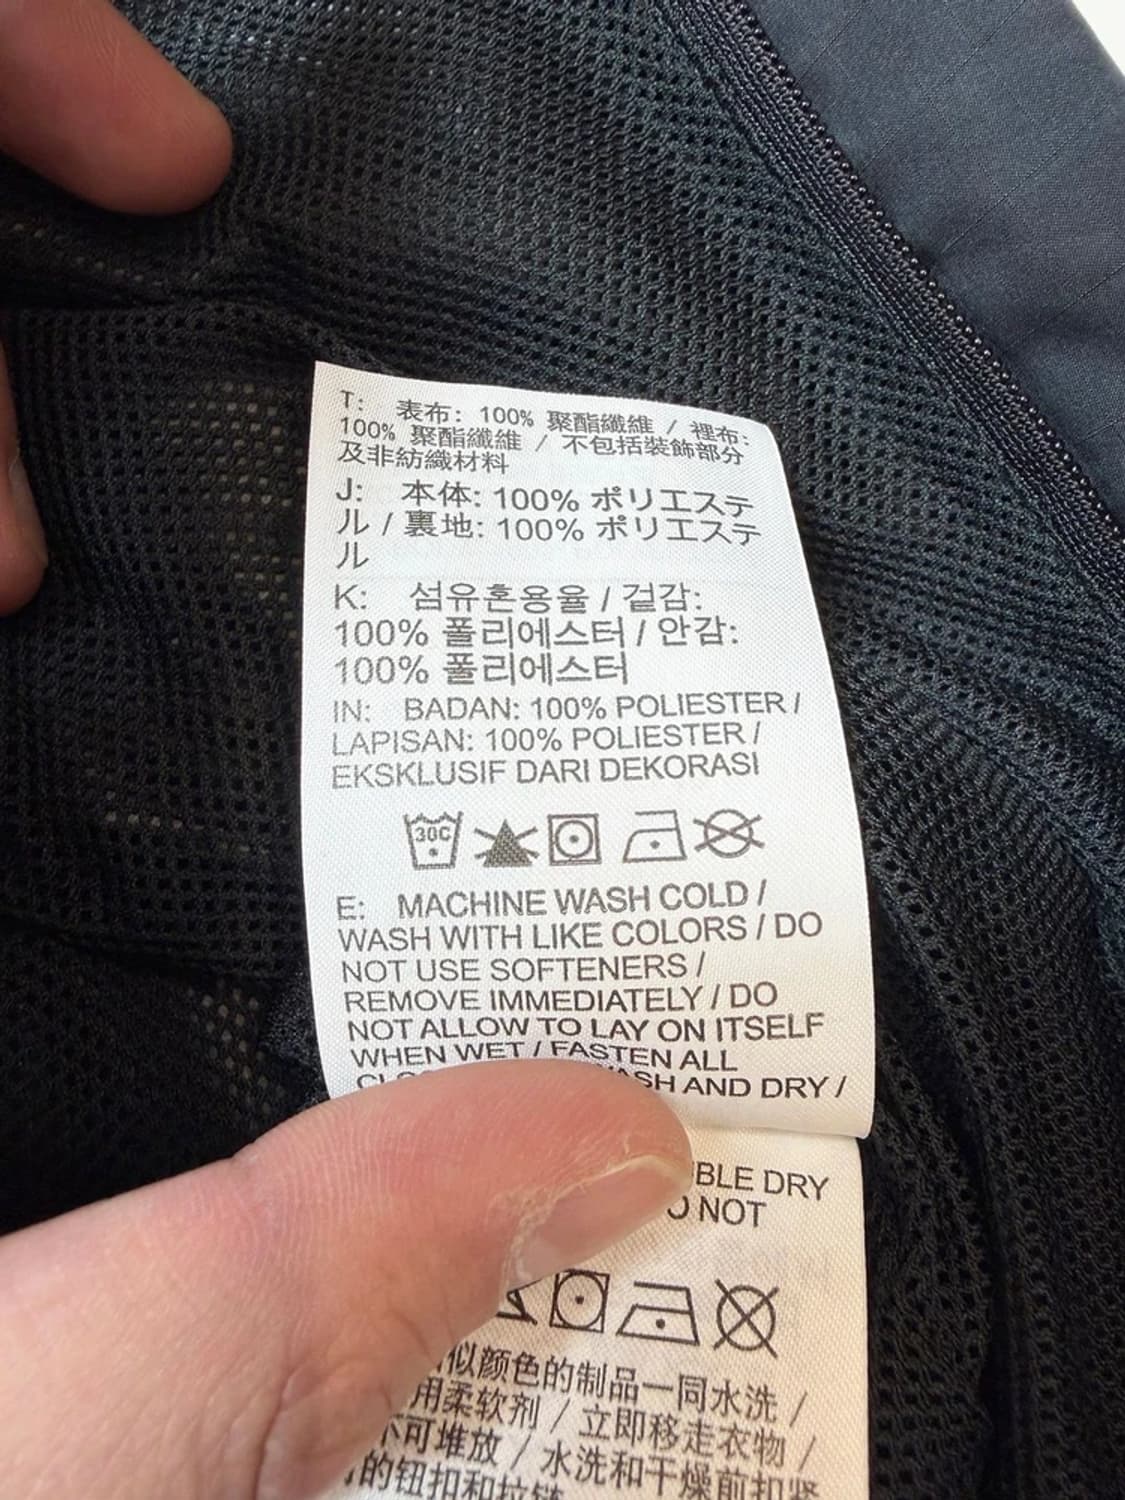 T: 表布: 100% 聚酯纖維 / 裡布:
100% 聚酯纖維 / 不包括裝飾部分
及非紡織材料
J: 本体: 100% ポリエステ
ル / 裏地: 100% ポリエステ
ル
K: 섬유혼용율 / 겉감:
100% 폴리에스터 / 안감:
100% 폴리에스터
IN: BADAN: 100% POLIESTER /
LAPISAN: 100% POLIESTER /
EKSKLUSIF DARI DEKORASI
30C
E: MACHINE WASH COLD /
WASH WITH LIKE COLORS / DO
NOT USE SOFTENERS /
REMOVE IMMEDIATELY / DO
NOT ALLOW TO LAY ON ITSELF
WHEN WET / FASTEN ALL
AND DRY /
DRY
NOT
颜色的制品一同水洗 /
用柔软剂 / 立即移走衣物 /
不可堆放 / 水洗和干燥前扣紧
的钮扣和拉链